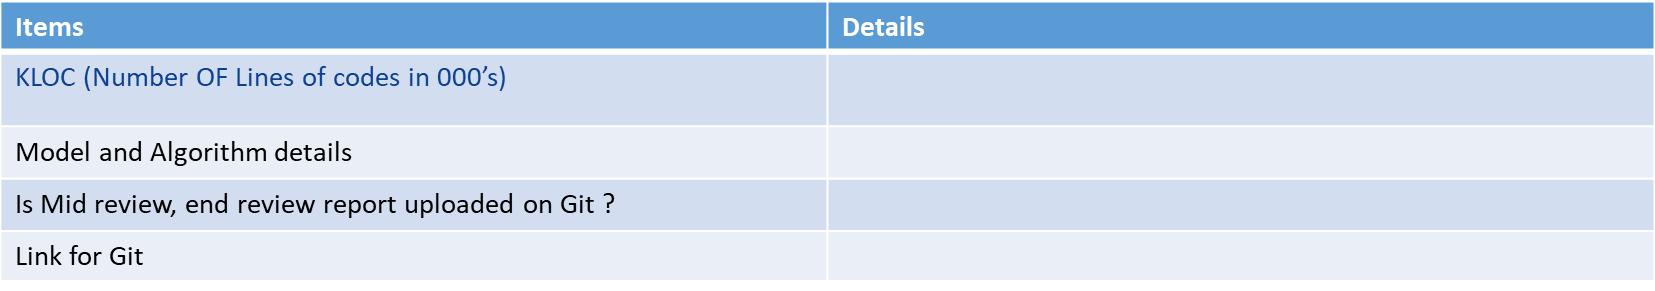 Items
Details
KLOC (Number OF Lines of codes in 000’s)
Model and Algorithm details
Is Mid review, end review report uploaded on Git ?
Link for Git